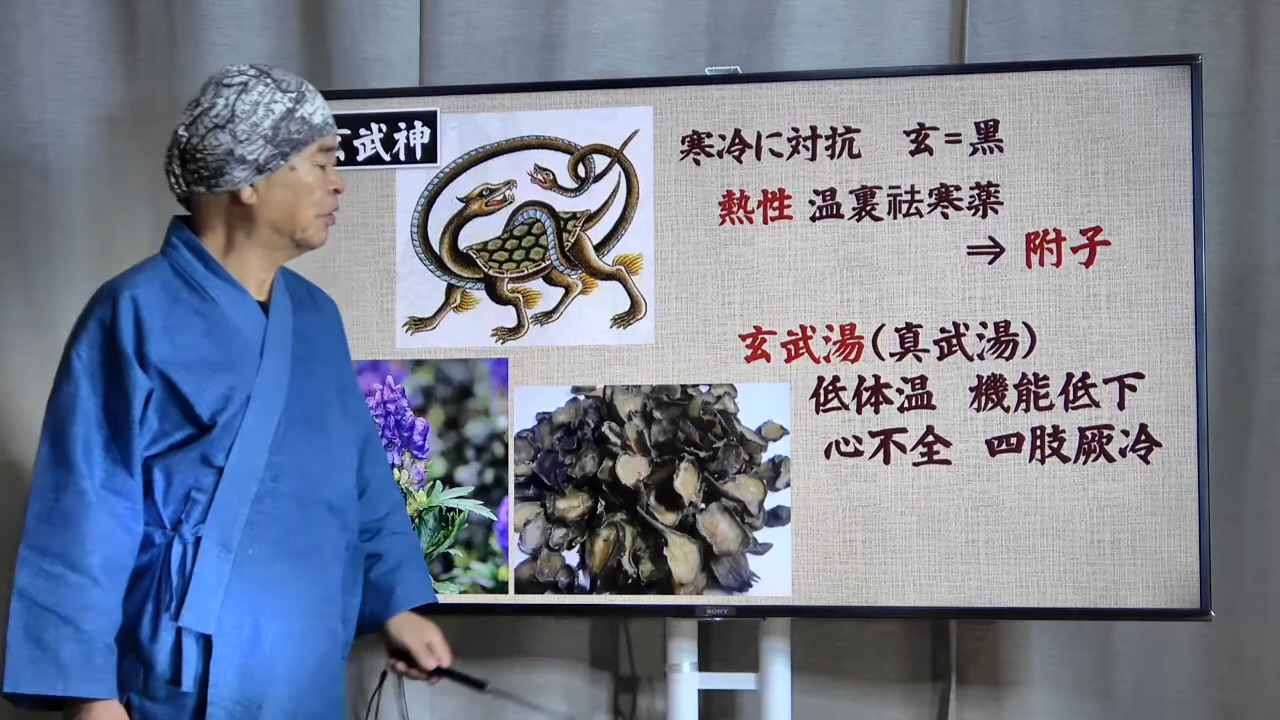 玄武神
寒冷に対抗 玄=黒
熱性 温裏祛寒薬
⇒ 附子
玄武湯(真武湯)
低体温 機能低下
心不全 四肢厥冷
SONY